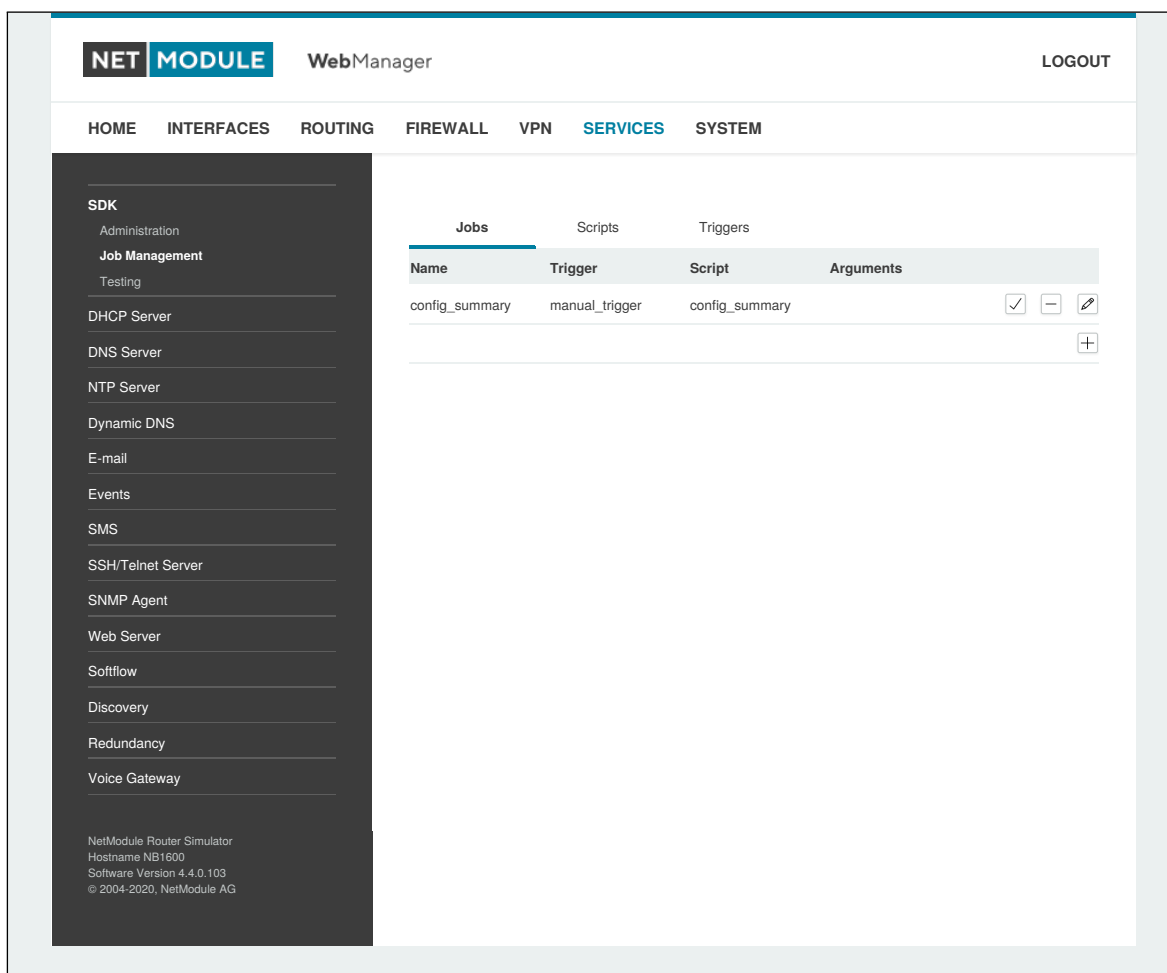 NET MODULE WebManager LOGOUT
HOME INTERFACES ROUTING FIREWALL VPN SERVICES SYSTEM
SDK
Administration
Job Management
Testing
DHCP Server
DNS Server
NTP Server
Dynamic DNS
E-mail
Events
SMS
SSH/Telnet Server
SNMP Agent
Web Server
Softflow
Discovery
Redundancy
Voice Gateway
NetModule Router Simulator
Hostname NB1600
Software Version 4.4.0.103
© 2004-2020, NetModule AG
Jobs Scripts Triggers
Name Trigger Script Arguments
config_summary manual_trigger config_summary